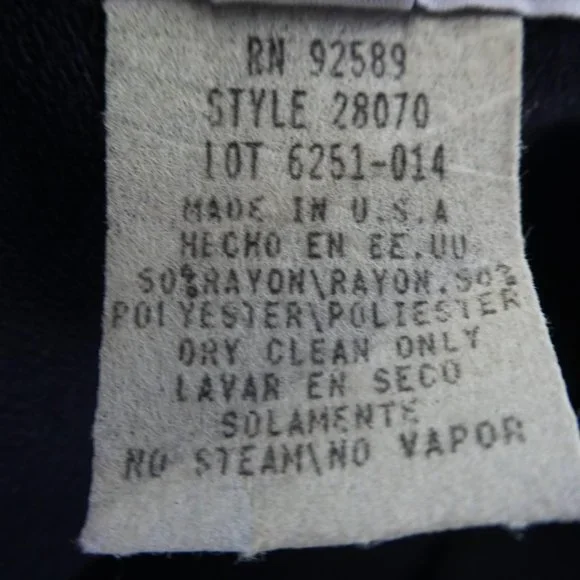 RN 92589
STYLE 28070
LOT 6251-014
MADE IN U.S.A
HECHO EN EE.UU
50%RAYON\RAYON.50%
POLYESTER\POLIESTER
DRY CLEAN ONLY
LAVAR EN SECO
SOLAMENTE
NO STEAM\NO VAPOR